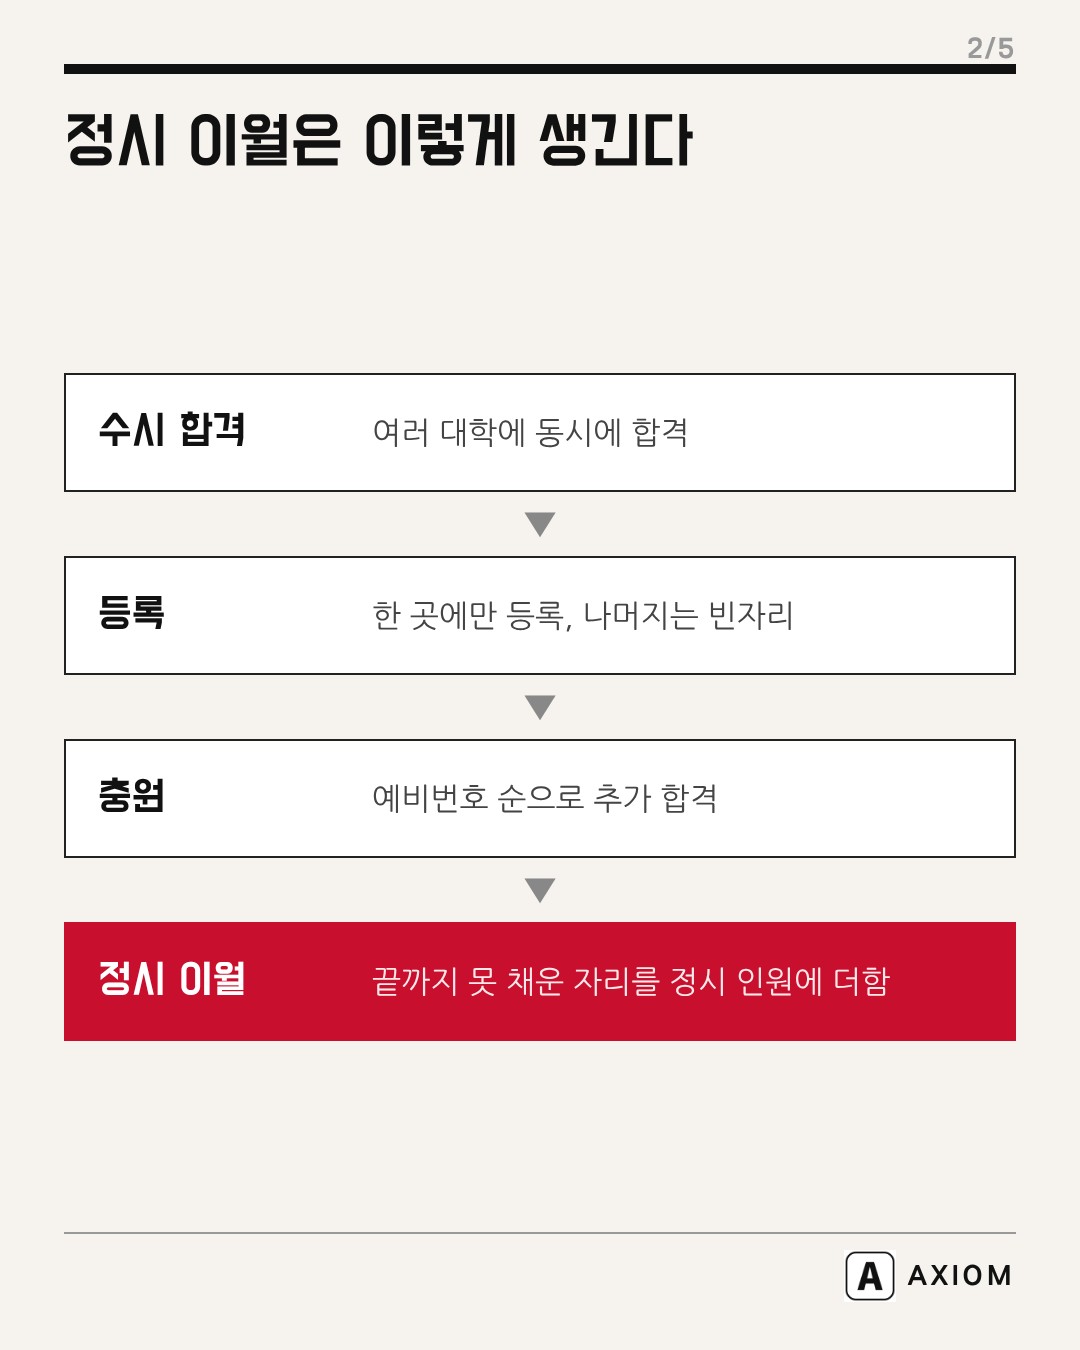 2/5
정시 이월은 이렇게 생긴다
수시 합격 여러 대학에 동시에 합격
등록 한 곳에만 등록, 나머지는 빈자리
충원 예비번호 순으로 추가 합격
정시 이월 끝까지 못 채운 자리를 정시 인원에 더함
A AXIOM